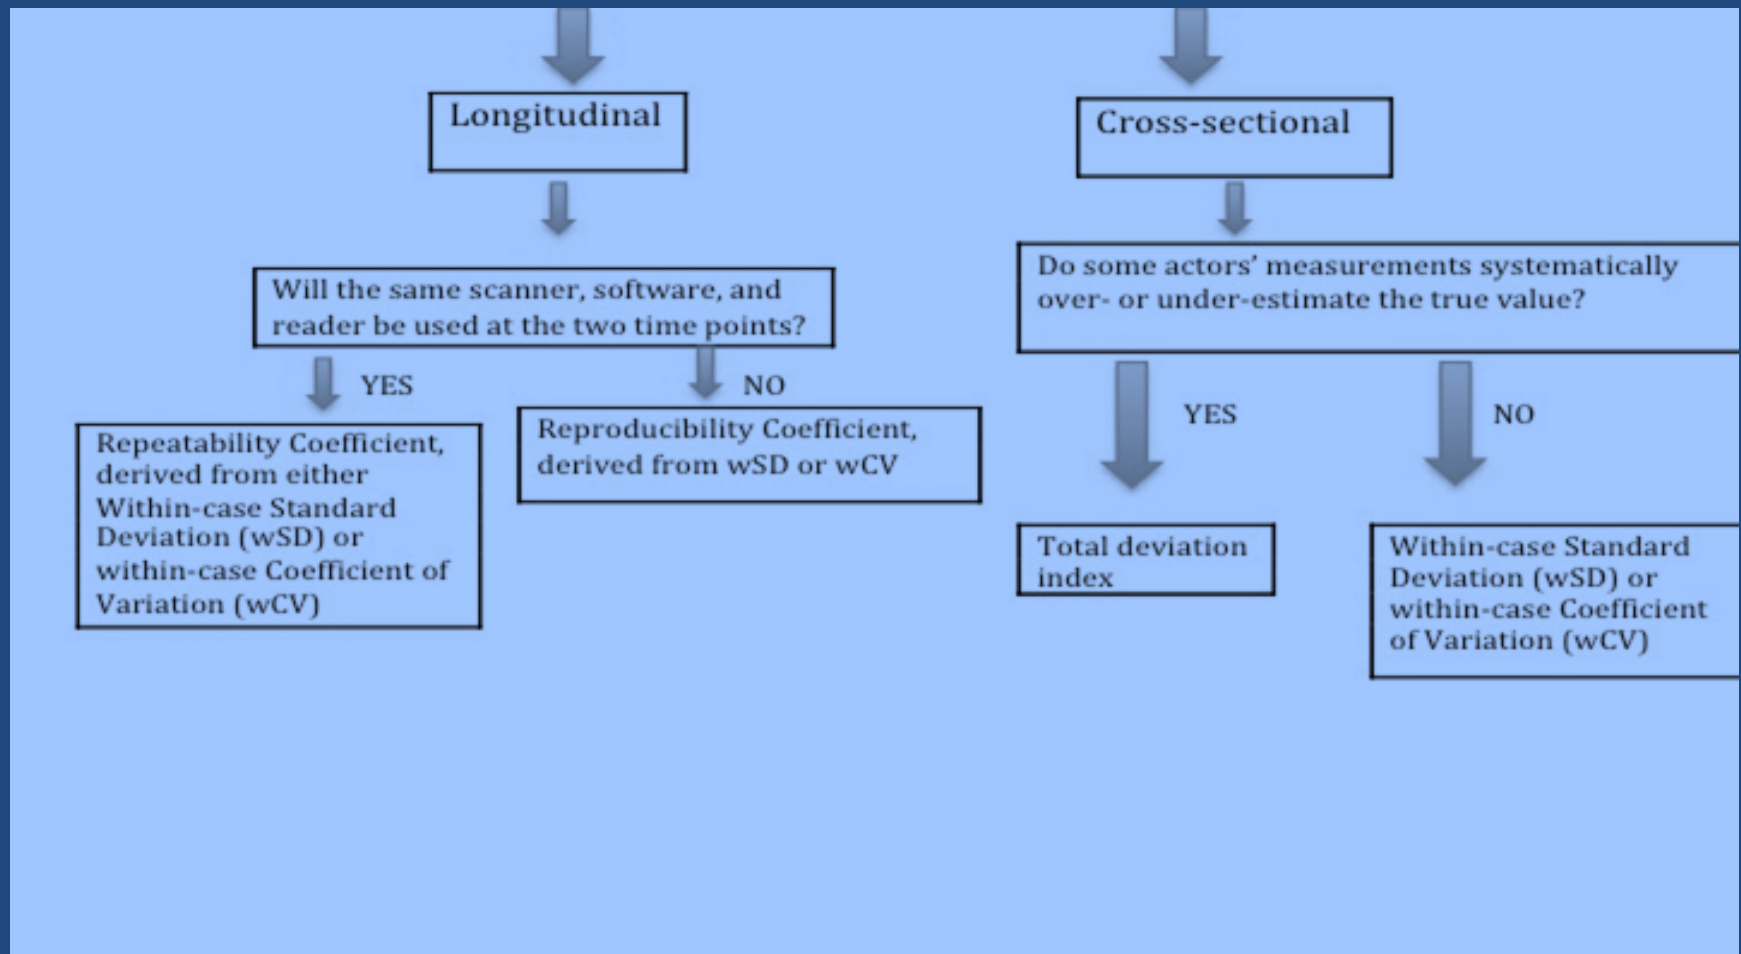 Longitudinal
Cross-sectional
Will the same scanner, software, and
reader be used at the two time points?
Do some actors’ measurements systematically
over- or under-estimate the true value?
YES
NO
YES
NO
Repeatability Coefficient,
derived from either
Within-case Standard
Deviation (wSD) or
within-case Coefficient of
Variation (wCV)
Reproducibility Coefficient,
derived from wSD or wCV
Total deviation
index
Within-case Standard
Deviation (wSD) or
within-case Coefficient
of Variation (wCV)